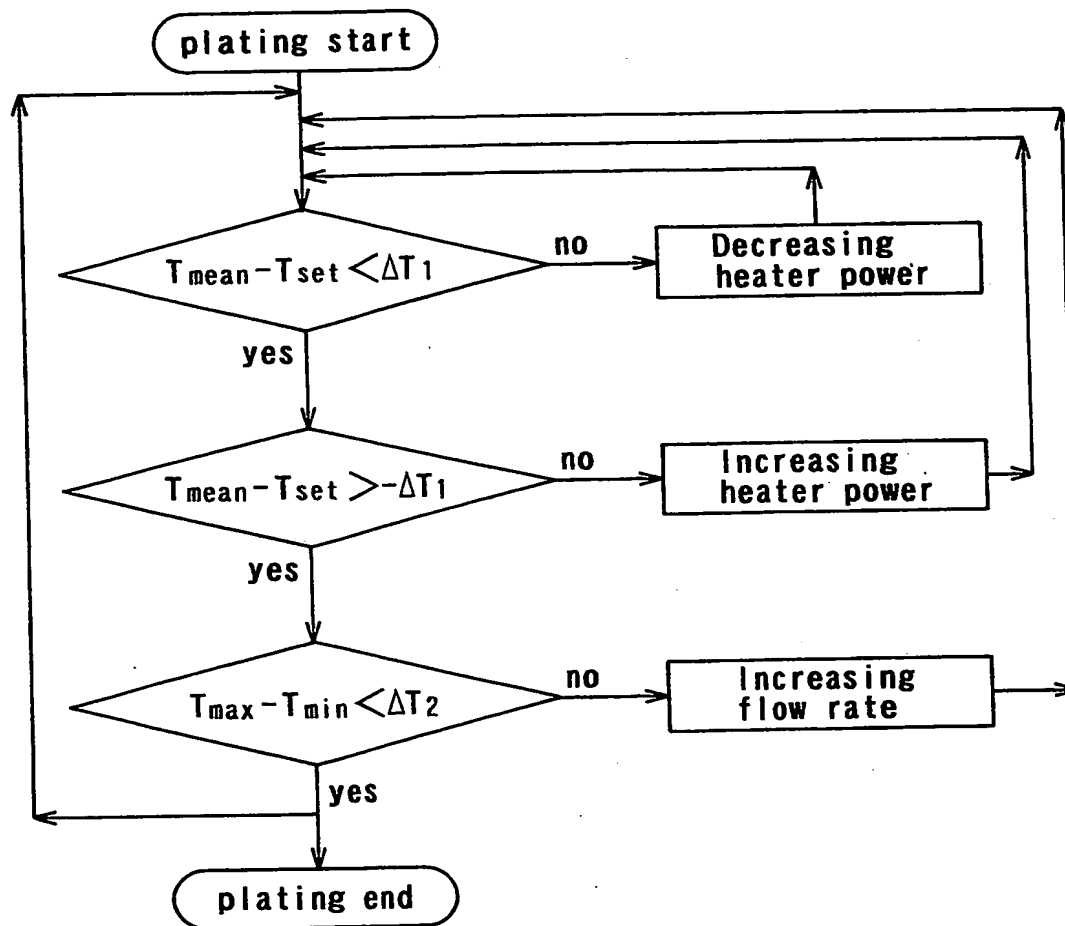 plating start
Tmean-Tset<ΔT1
no
Decreasing
heater power
yes
Tmean-Tset>-ΔT1
no
Increasing
heater power
yes
Tmax-Tmin<ΔT2
no
Increasing
flow rate
yes
plating end